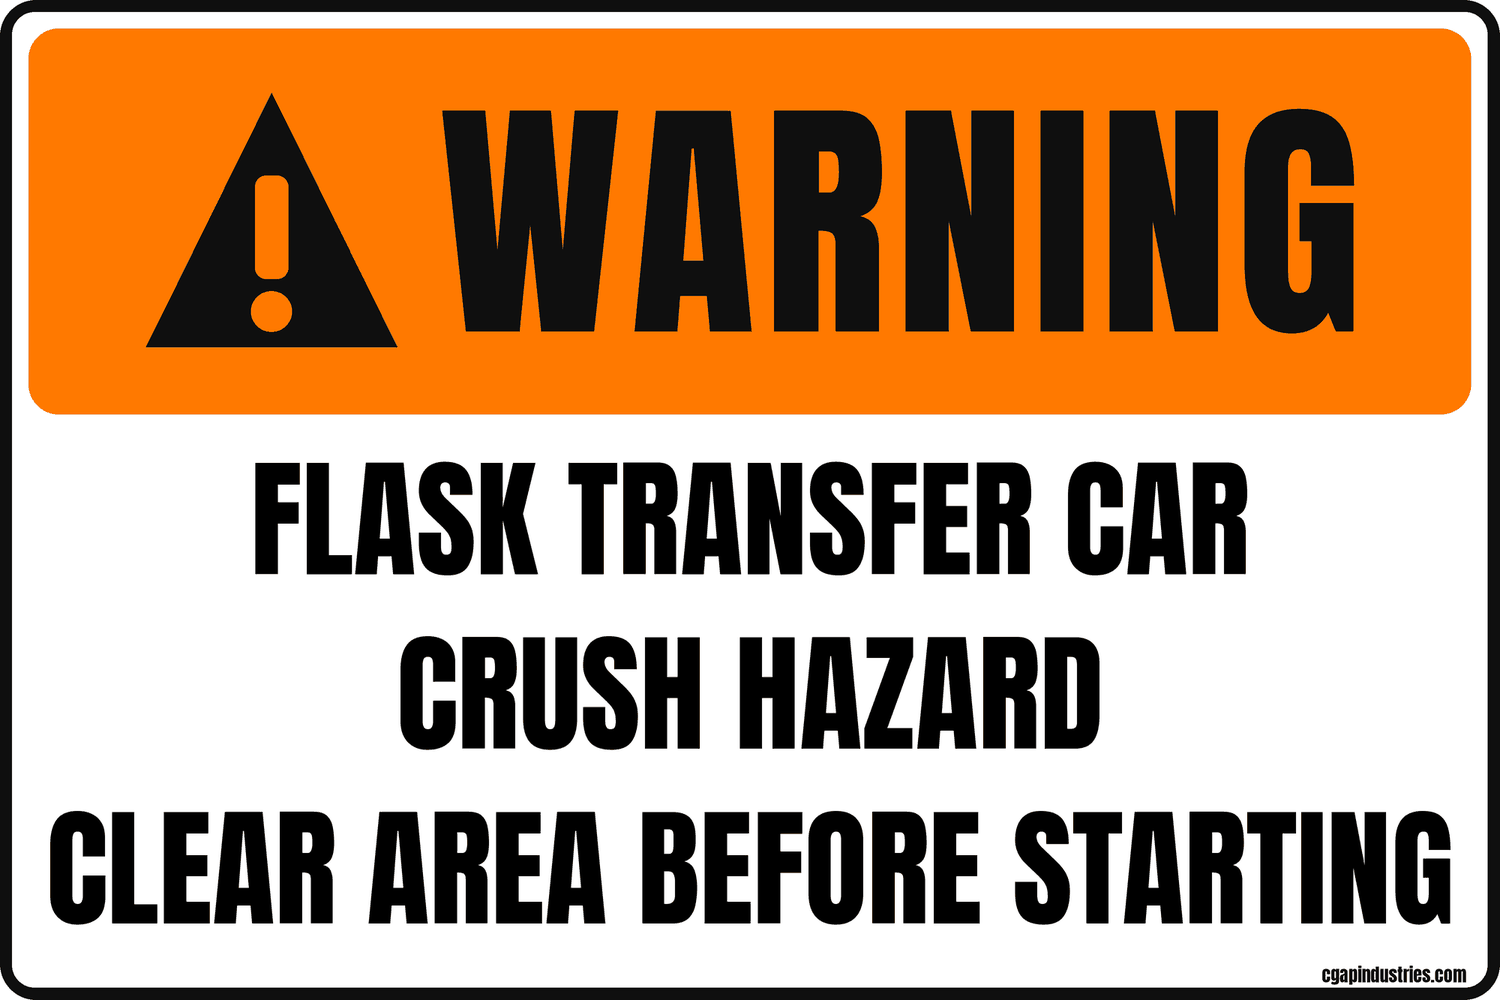 WARNING
FLASK TRANSFER CAR
CRUSH HAZARD
CLEAR AREA BEFORE STARTING
cgapindustries.com